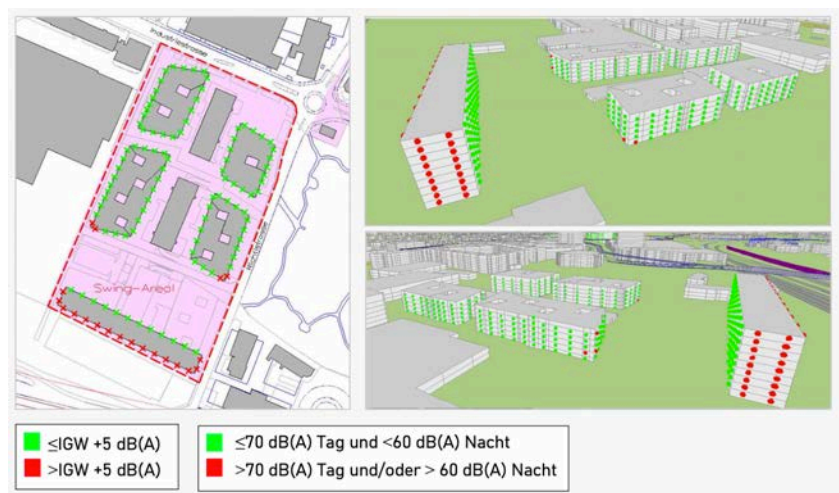 Industriestrasse
Swing-Areal
≤IGW +5 dB(A)
>IGW +5 dB(A)
≤70 dB(A) Tag und <60 dB(A) Nacht
>70 dB(A) Tag und/oder > 60 dB(A) Nacht